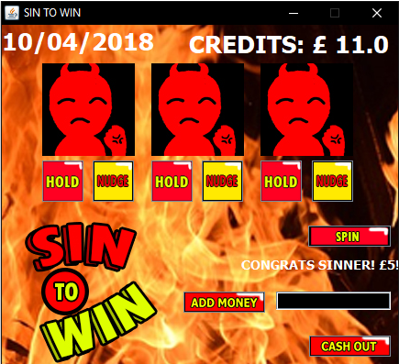 SIN TO WIN
10/04/2018
CREDITS: £ 11.0
HOLD NUDGE HOLD NUDGE HOLD NUDGE
SPIN
CONGRATS SINNER! £5!
SIN
TO
WIN
ADD MONEY
CASH OUT